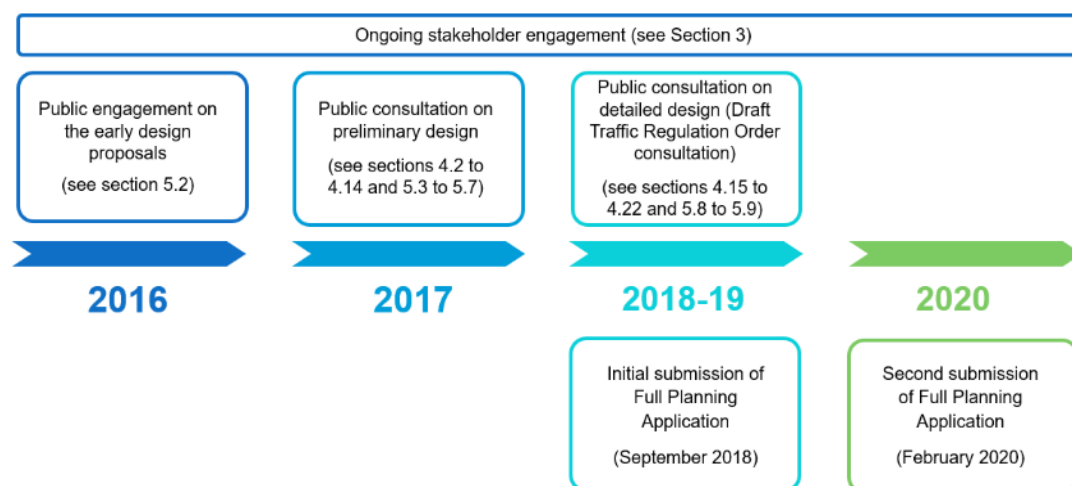 Ongoing stakeholder engagement (see Section 3)
Public engagement on
the early design
proposals
(see section 5.2)
Public consultation on
preliminary design
(see sections 4.2 to
4.14 and 5.3 to 5.7)
Public consultation on
detailed design (Draft
Traffic Regulation Order
consultation)
(see sections 4.15 to
4.22 and 5.8 to 5.9)
2016
2017
2018-19
2020
Initial submission of
Full Planning
Application
(September 2018)
Second submission
of Full Planning
Application
(February 2020)